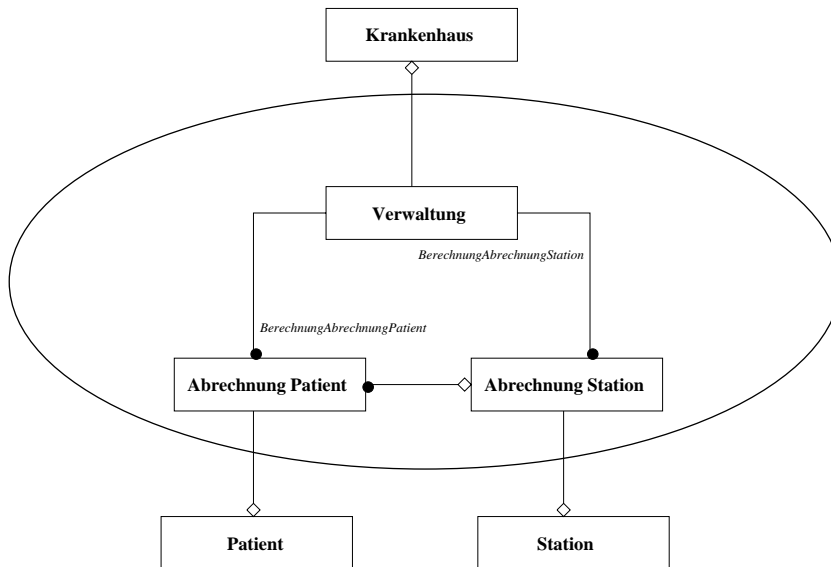 Krankenhaus
Verwaltung
BerechnungAbrechnungStation
BerechnungAbrechnungPatient
Abrechnung Patient
Abrechnung Station
Patient
Station